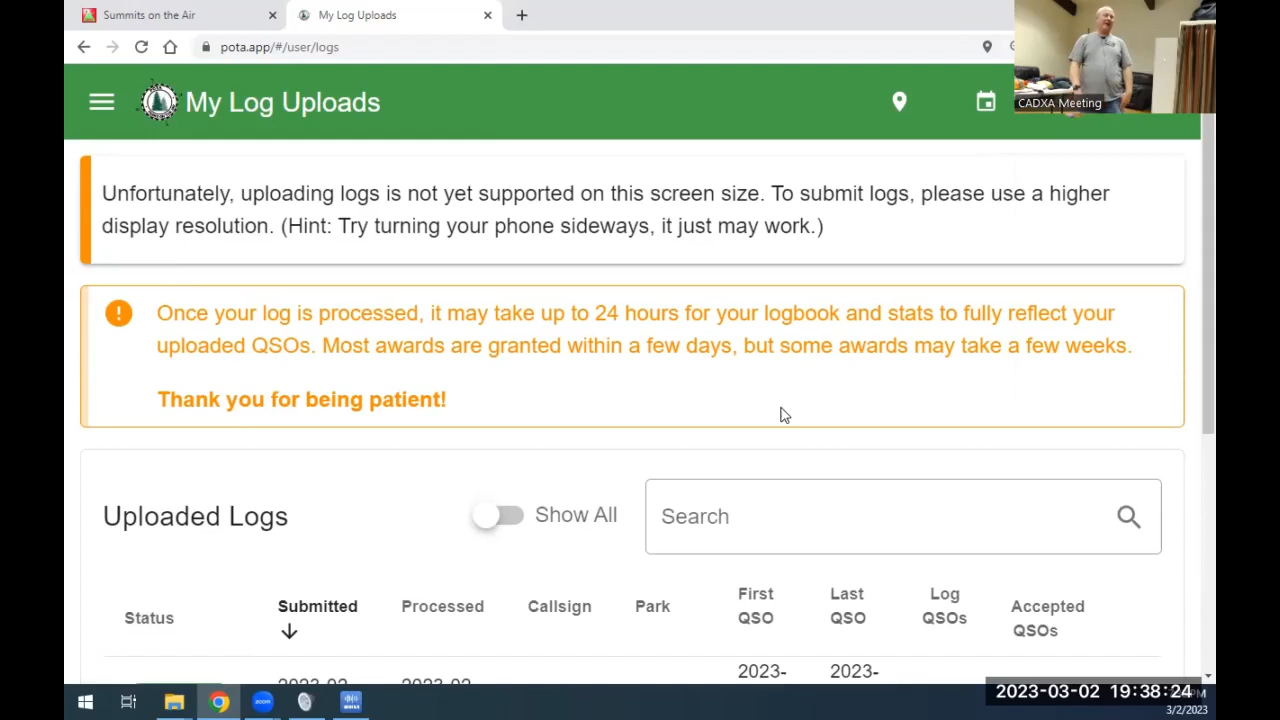 Summits on the Air
My Log Uploads
pota.app/#/user/logs
My Log Uploads
CADXA Meeting
Unfortunately, uploading logs is not yet supported on this screen size. To submit logs, please use a higher
display resolution. (Hint: Try turning your phone sideways, it just may work.)
Once your log is processed, it may take up to 24 hours for your logbook and stats to fully reflect your
uploaded QSOs. Most awards are granted within a few days, but some awards may take a few weeks.
Thank you for being patient!
Uploaded Logs
Show All
Search
Status
Submitted
Processed
Callsign
Park
First
QSO
Last
QSO
Log
QSOs
Accepted
QSOs
2023-02
2023-02
2023-
2023-
zoom
2023-03-02 19:38:24
PM
3/2/2023